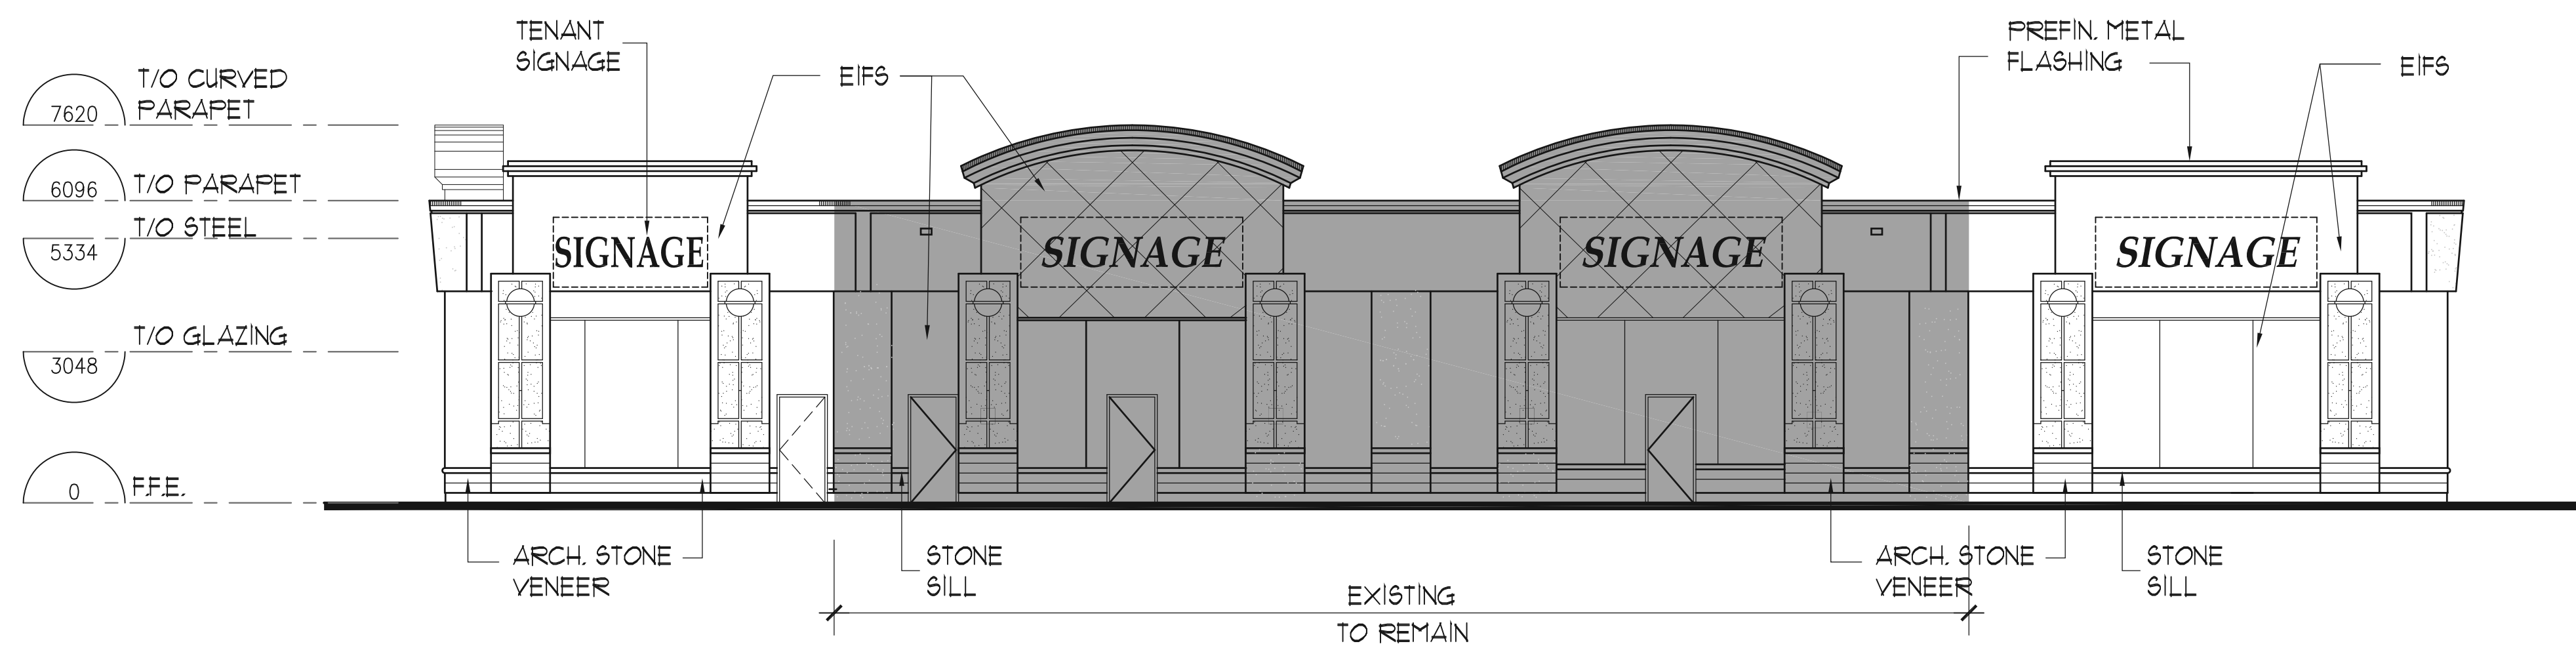 TENANT
SIGNAGE
PREFIN. METAL
FLASHING
EIFS
EIFS
T/O CURVED
PARAPET
7620
6096
T/O PARAPET
T/O STEEL
5334
SIGNAGE
SIGNAGE
SIGNAGE
SIGNAGE
T/O GLAZING
3048
0
F.F.E.
ARCH. STONE
VENEER
STONE
SILL
ARCH. STONE
VENEER
STONE
SILL
EXISTING
TO REMAIN